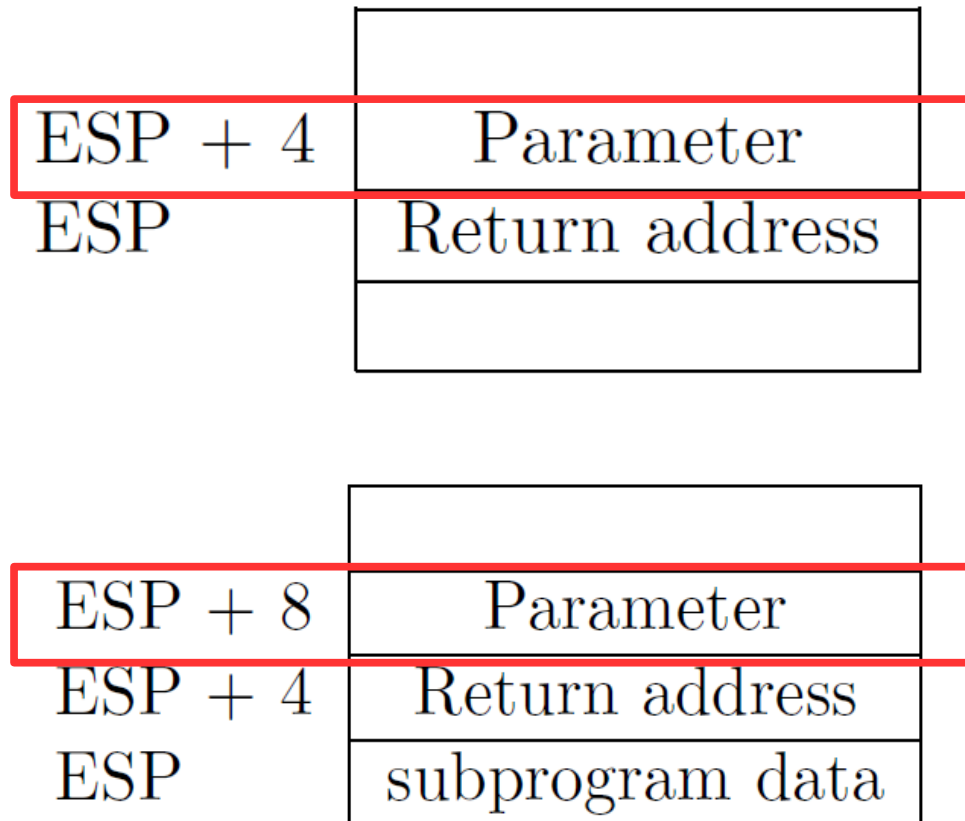 ESP + 4 Parameter
ESP Return address
ESP + 8 Parameter
ESP + 4 Return address
ESP subprogram data